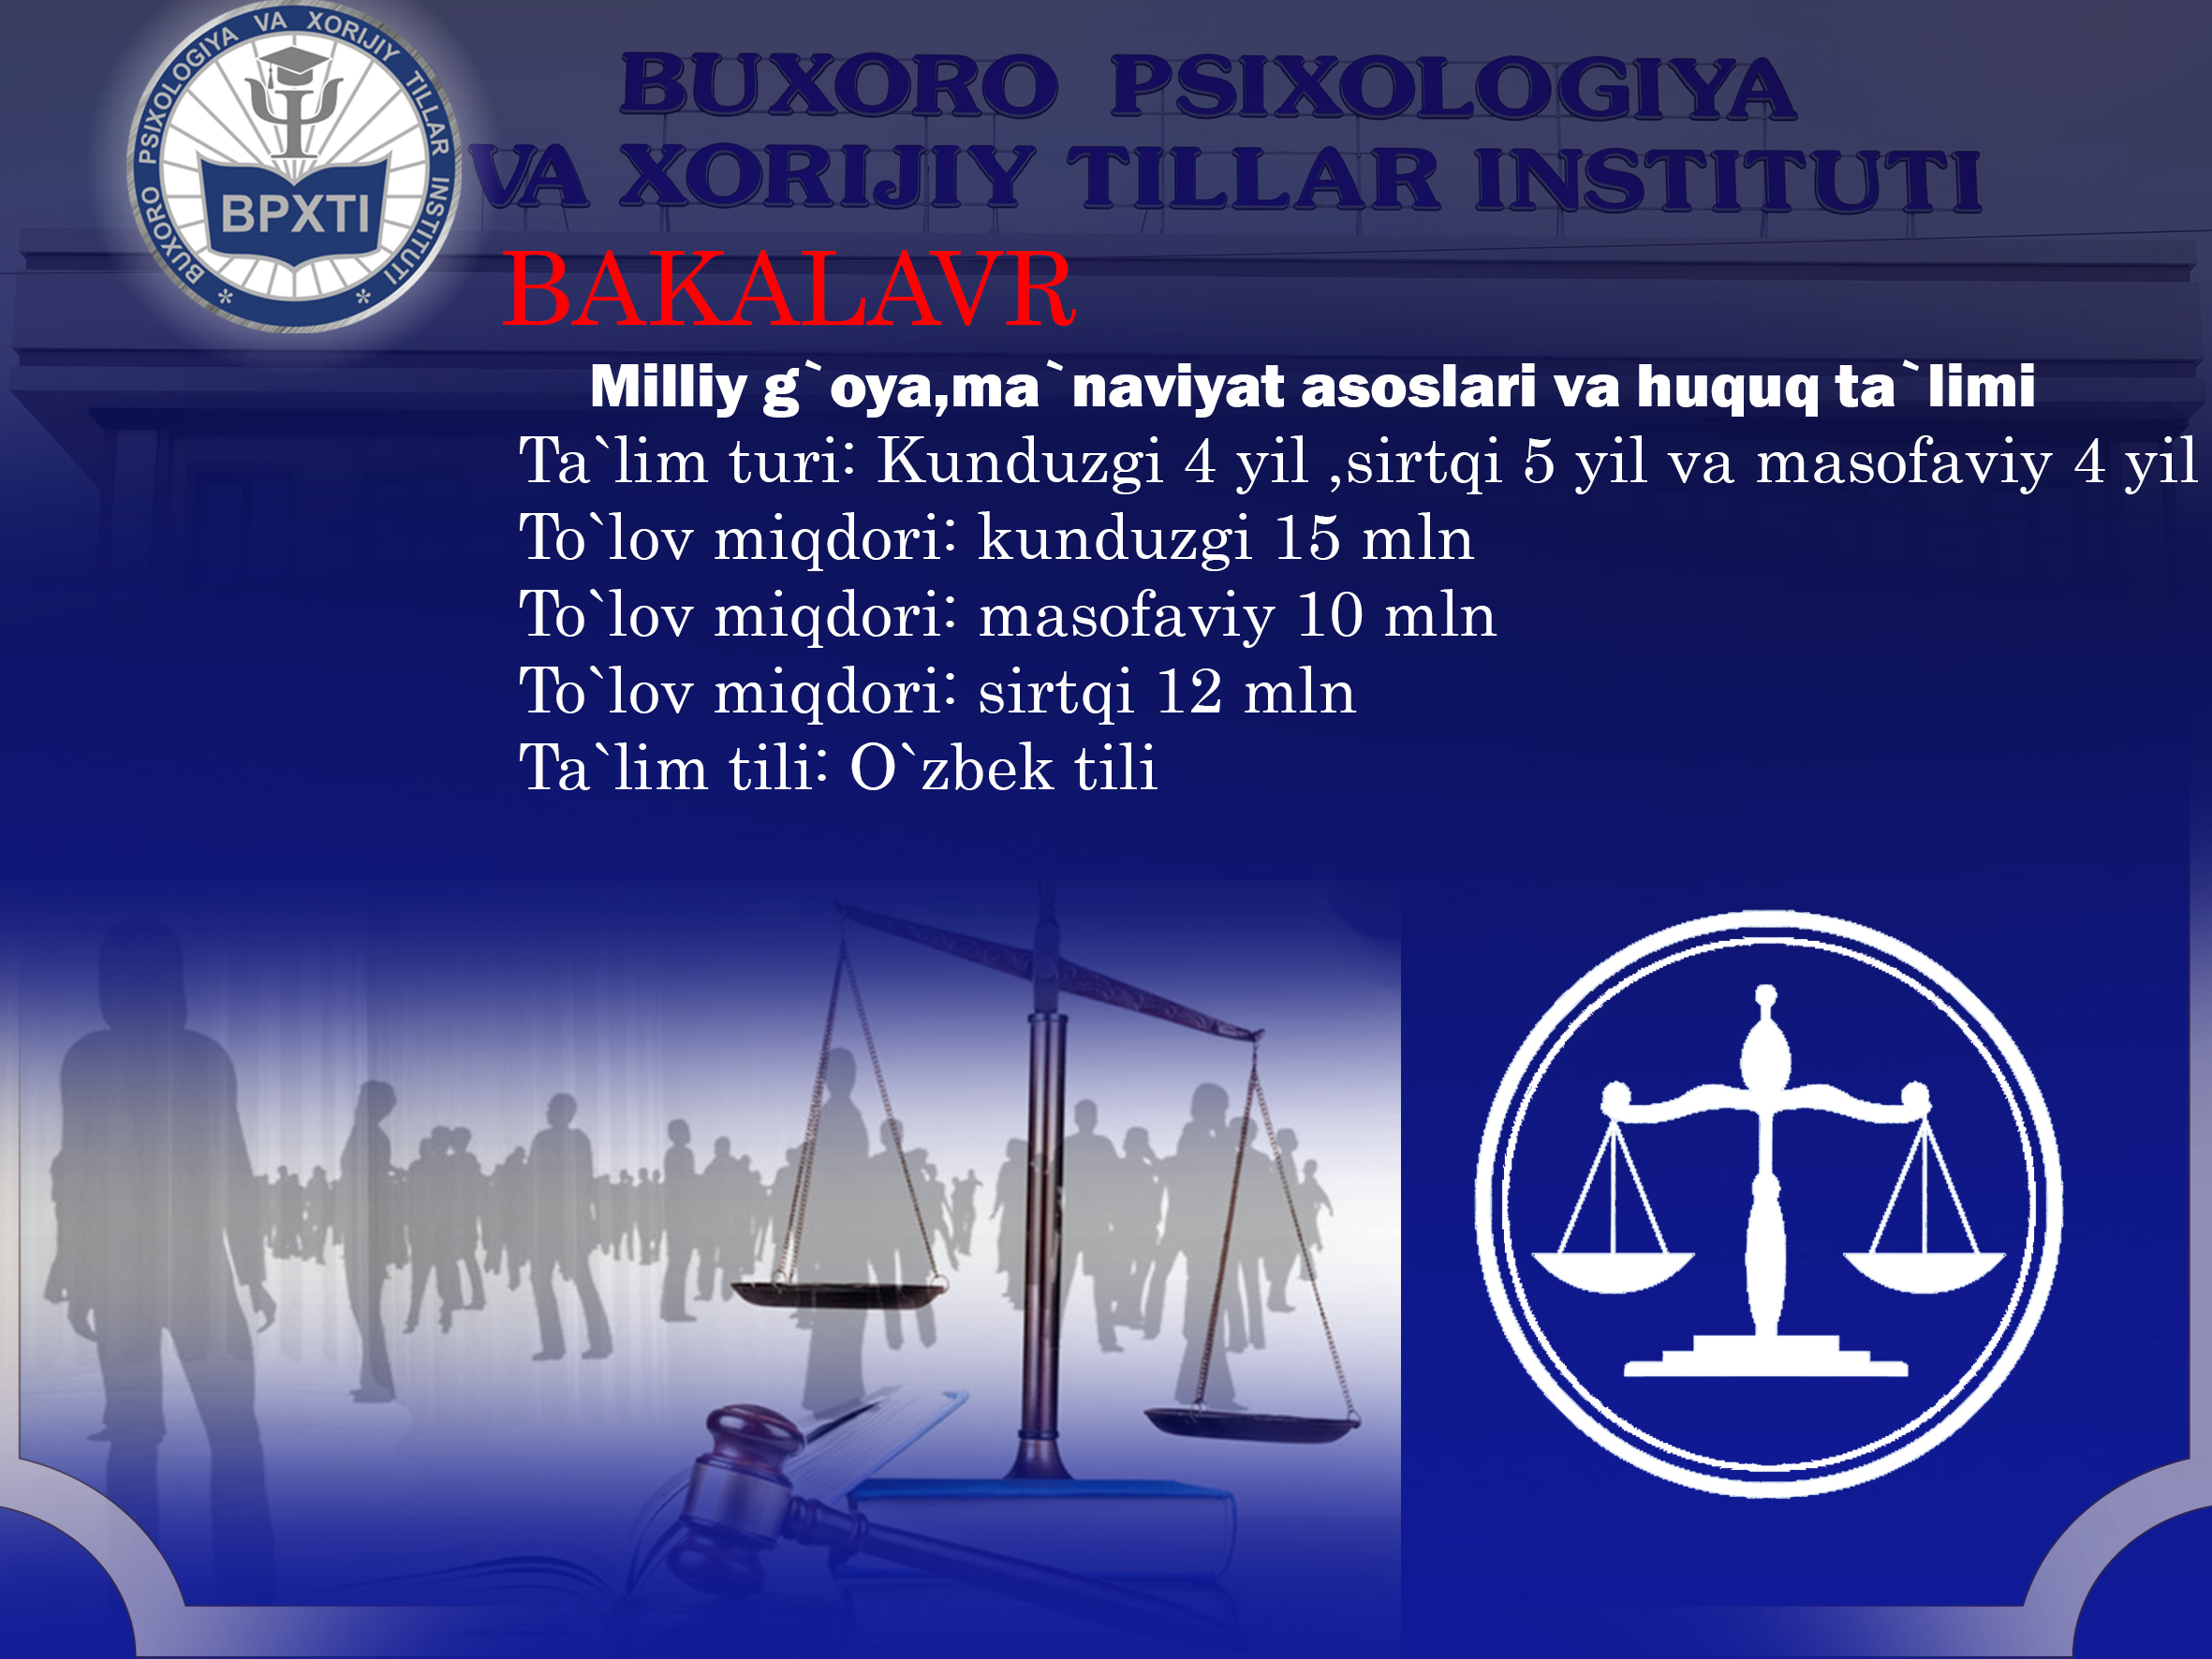 BUXORO PSIXOLOGIYA VA XORIJIY TILLAR INSTITUTI
BPXTI
BUXORO PSIXOLOGIYA
VA XORIJIY TILLAR INSTITUTI
BAKALAVR
Milliy g`oya,ma`naviyat asoslari va huquq ta`limi
Ta`lim turi: Kunduzgi 4 yil ,sirtqi 5 yil va masofaviy 4 yil
To`lov miqdori: kunduzgi 15 mln
To`lov miqdori: masofaviy 10 mln
To`lov miqdori: sirtqi 12 mln
Ta`lim tili: O`zbek tili